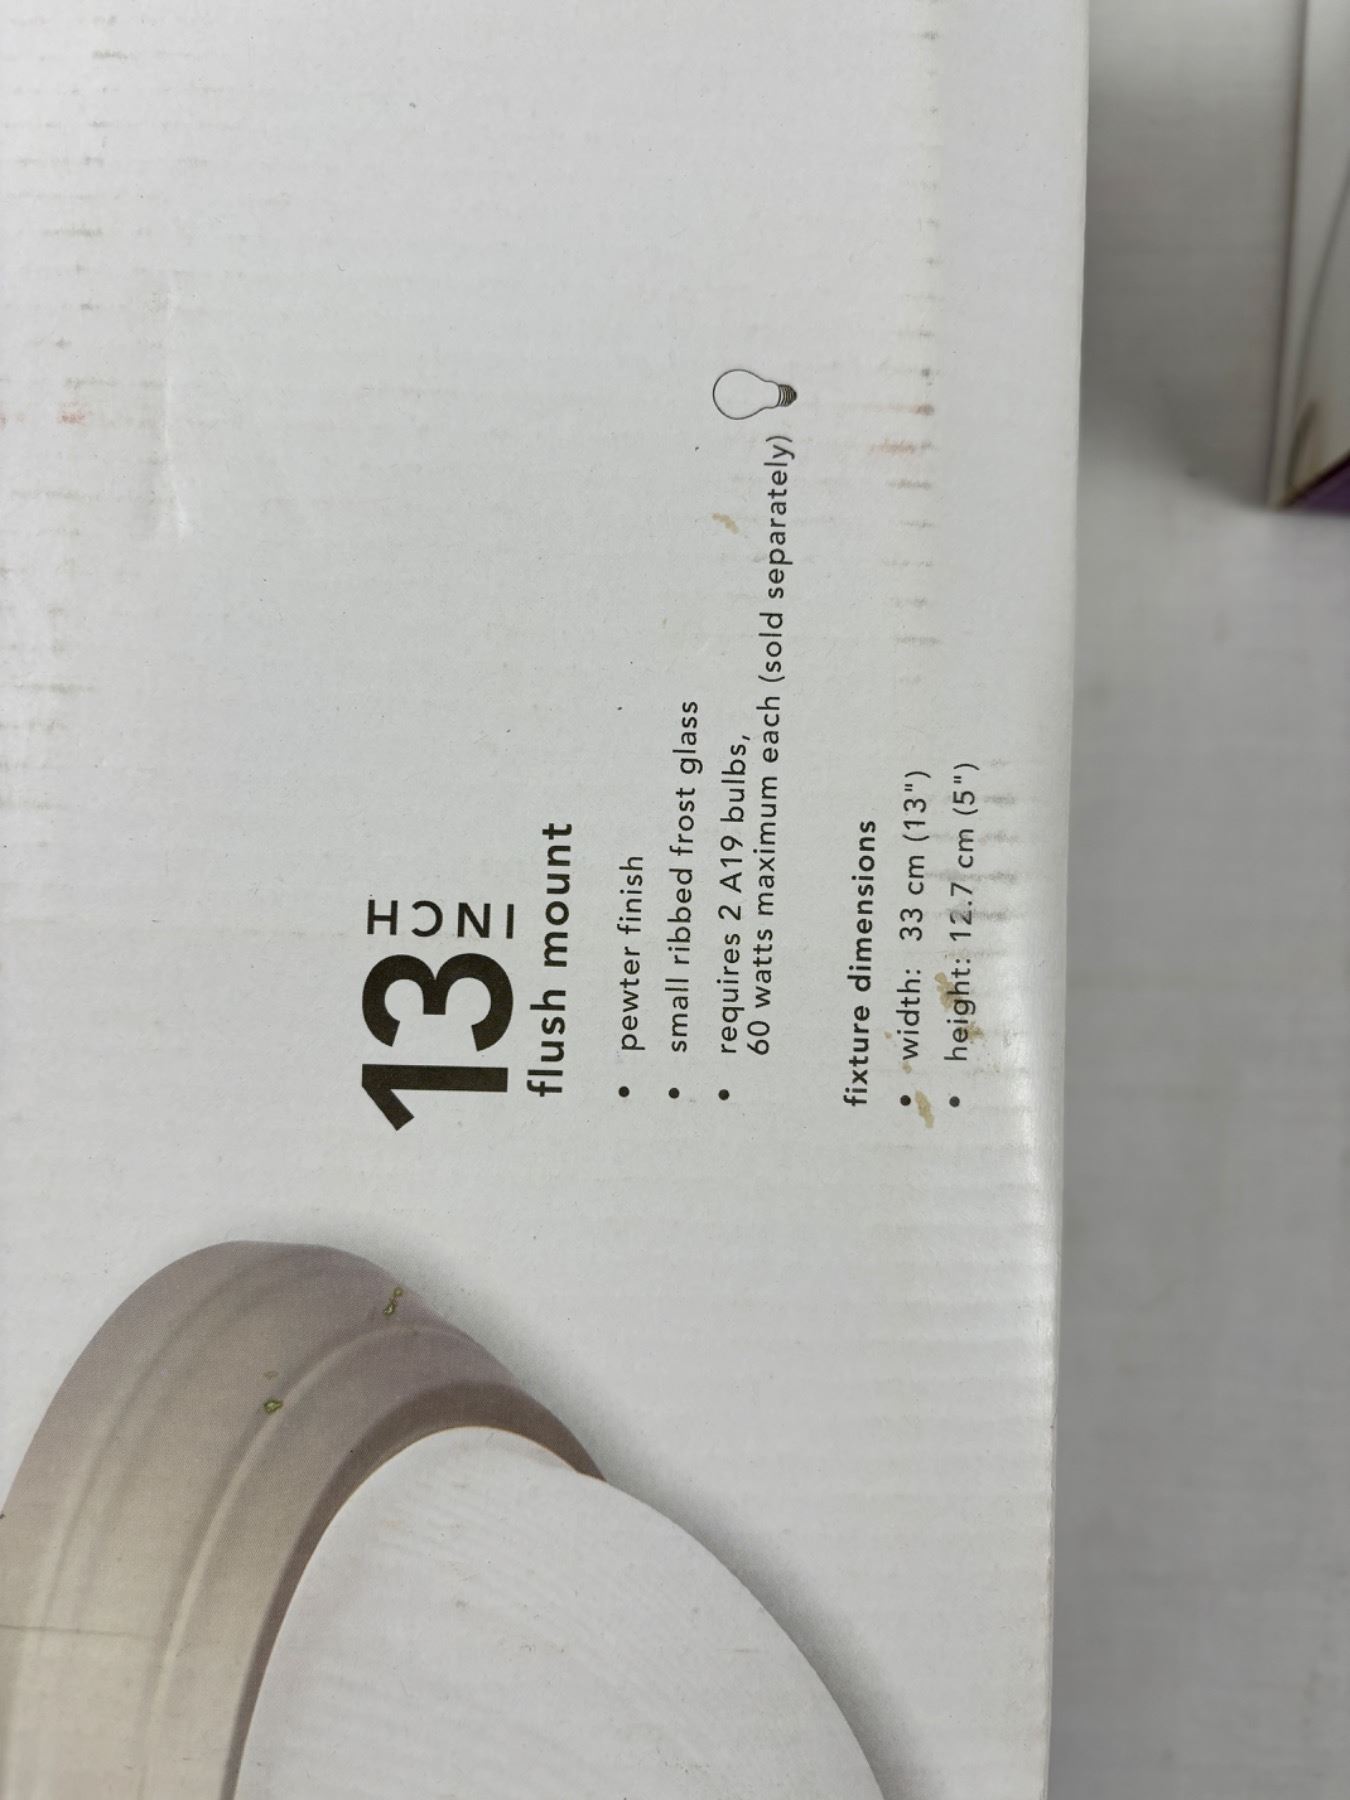 13 INCH
flush mount
• pewter finish
• small ribbed frost glass
• requires 2 A19 bulbs,
60 watts maximum each (sold separately)
fixture dimensions
• width: 33 cm (13")
• height: 12.7 cm (5")